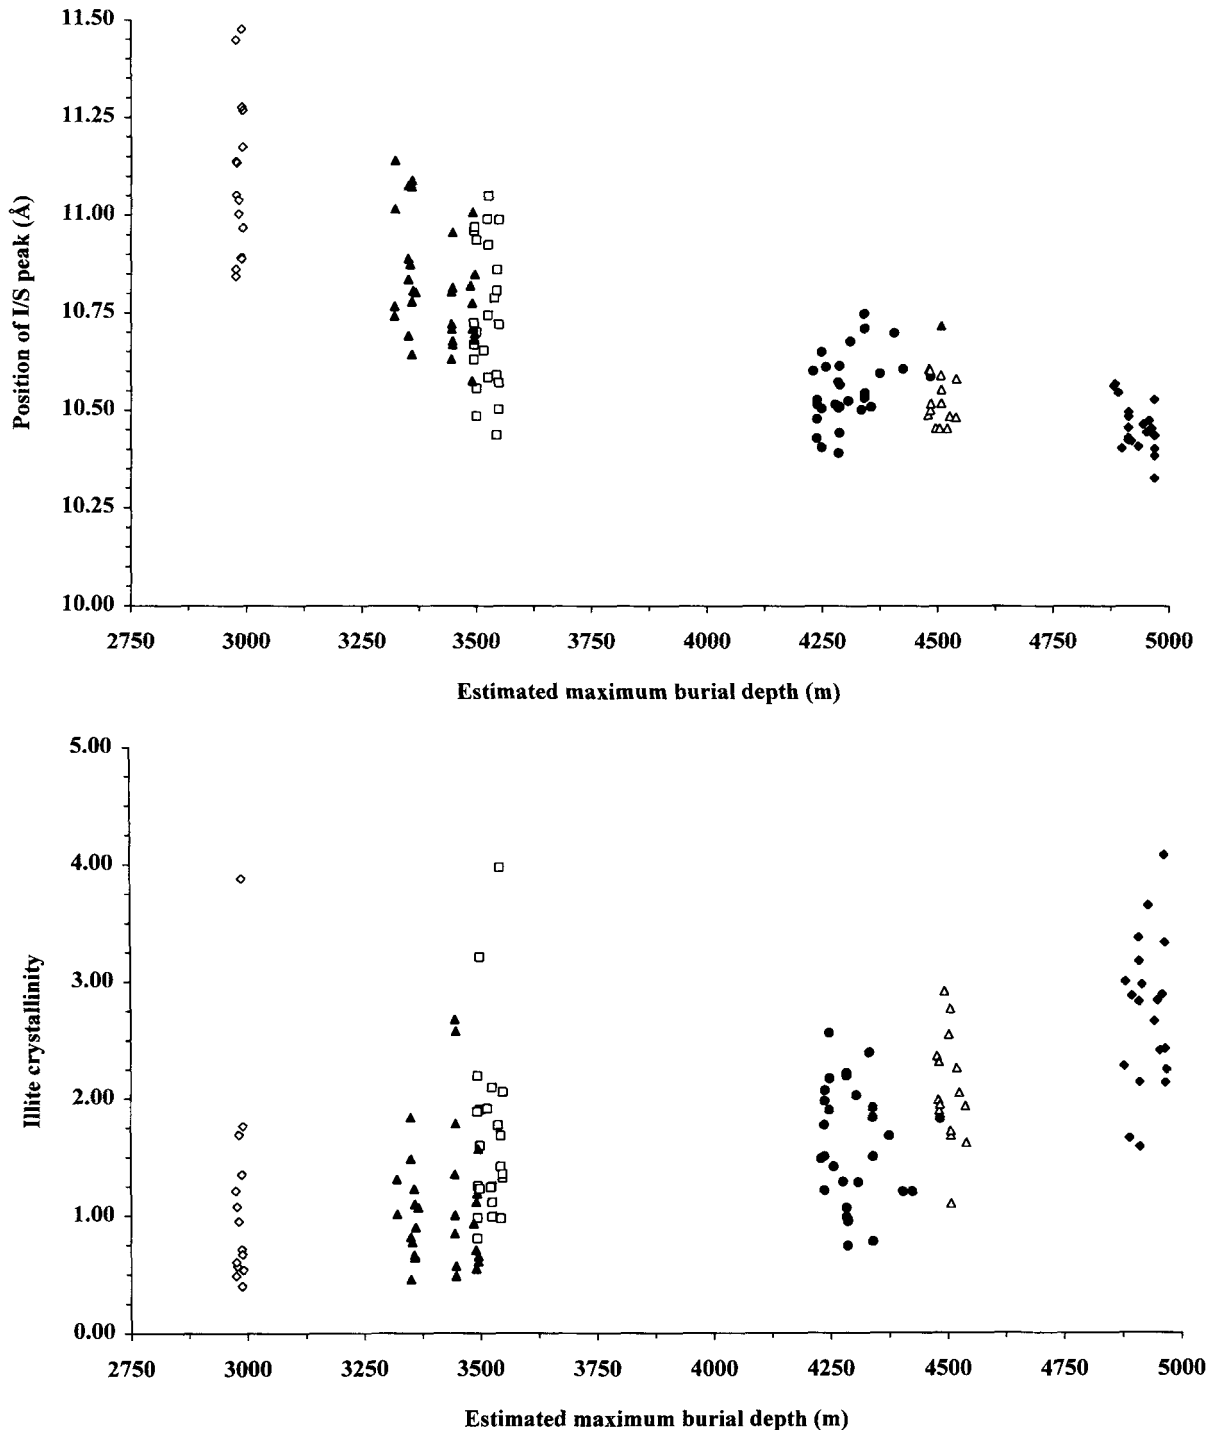 11.50
11.25
11.00
10.75
10.50
10.25
10.00
Position of I/S peak (Å)
2750 3000 3250 3500 3750 4000 4250 4500 4750 5000
Estimated maximum burial depth (m)
5.00
4.00
3.00
2.00
1.00
0.00
Illite crystallinity
2750 3000 3250 3500 3750 4000 4250 4500 4750 5000
Estimated maximum burial depth (m)